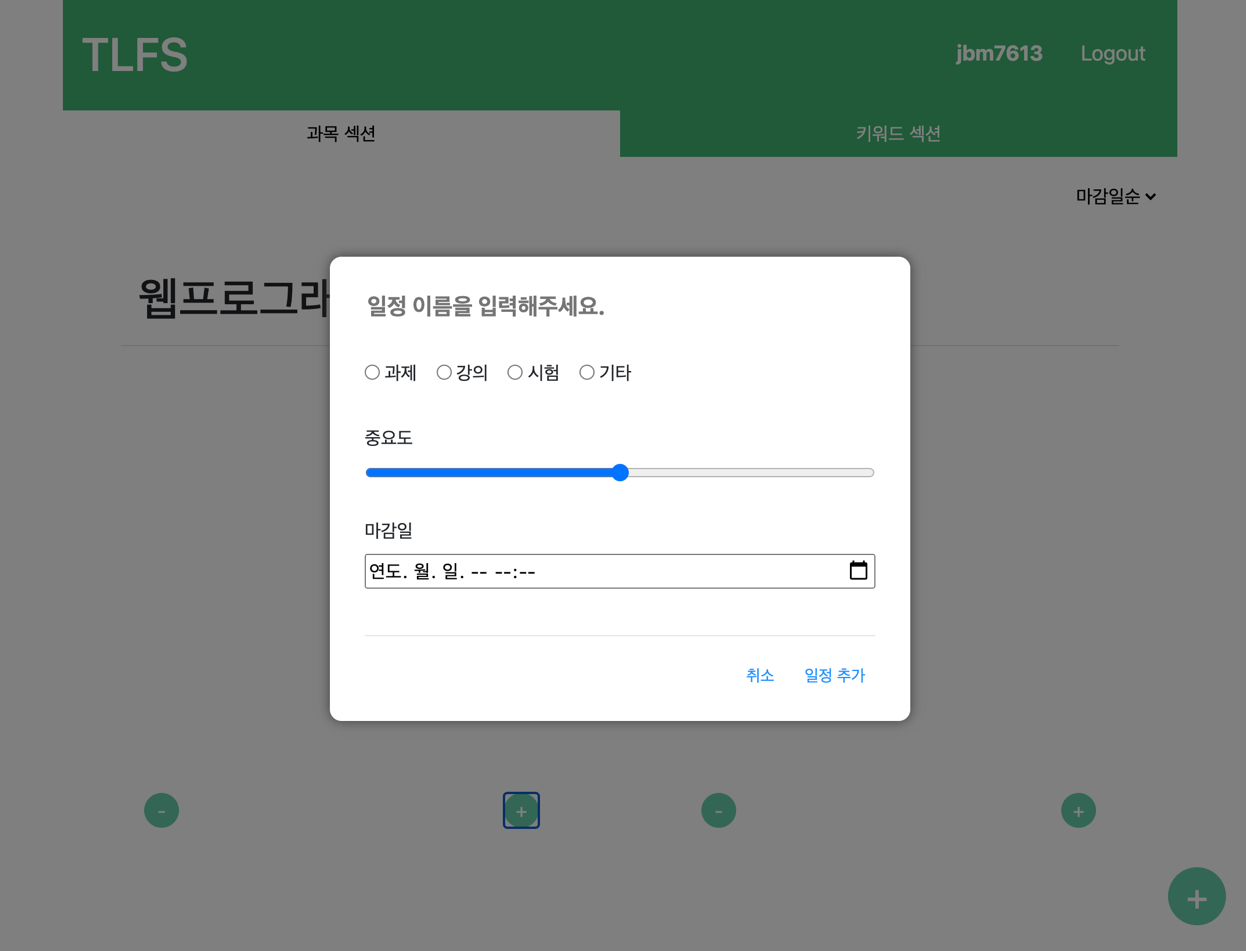 TLFS
jbm7613 Logout
과목 섹션 키워드 섹션
마감일순
웹프로그래
일정 이름을 입력해주세요.
과제 강의 시험 기타
중요도
마감일
연도. 월. 일. -- --:--
취소 일정 추가
- + - +
+